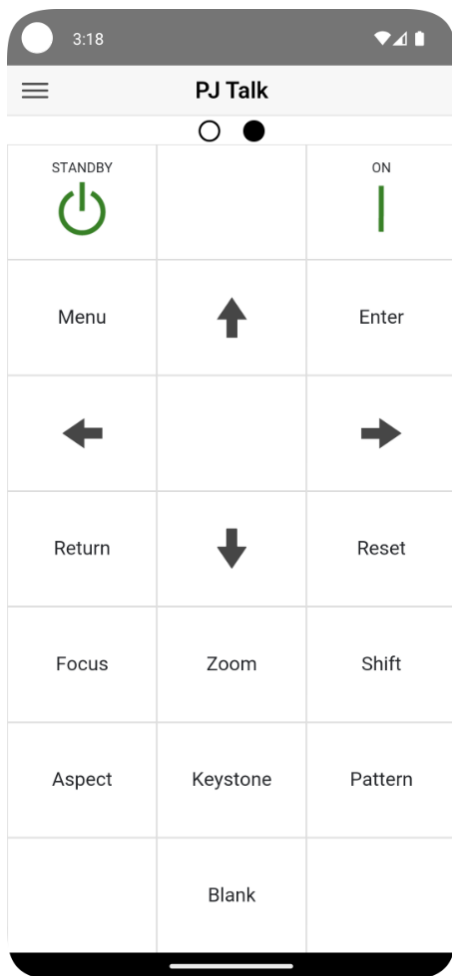 3:18
PJ Talk
STANDBY
ON
Menu
Enter
Return
Reset
Focus
Zoom
Shift
Aspect
Keystone
Pattern
Blank